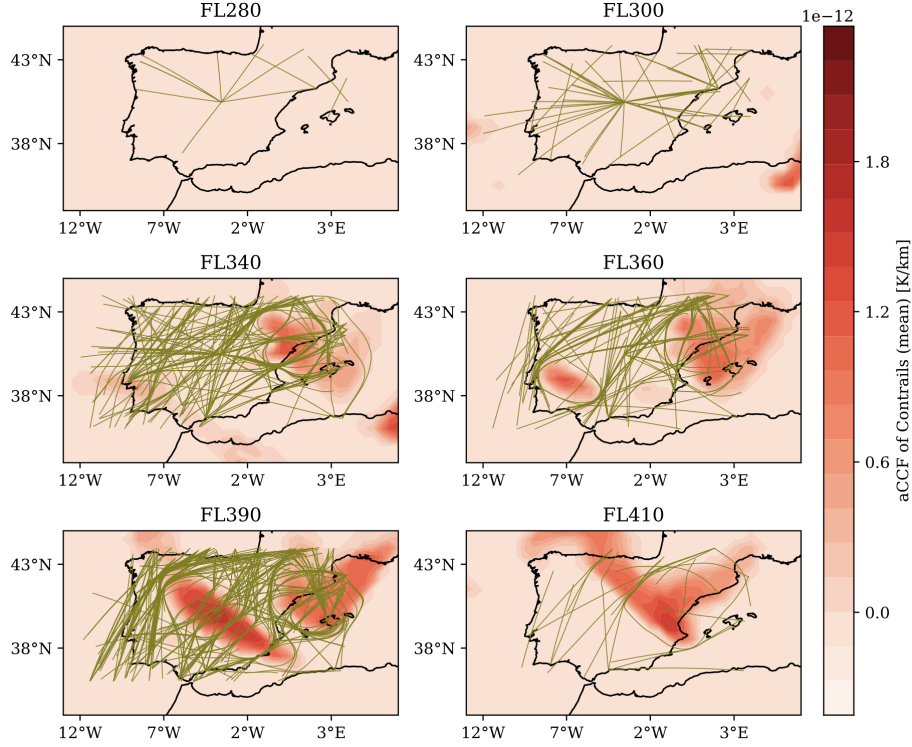 FL280
FL300
1e−12
43°N
38°N
12°W 7°W 2°W 3°E
43°N
38°N
12°W 7°W 2°W 3°E
FL340
FL360
43°N
38°N
12°W 7°W 2°W 3°E
43°N
38°N
12°W 7°W 2°W 3°E
FL390
FL410
43°N
38°N
12°W 7°W 2°W 3°E
43°N
38°N
12°W 7°W 2°W 3°E
1.8
1.2
0.6
0.0
aCCF of Contrails (mean) [K/km]